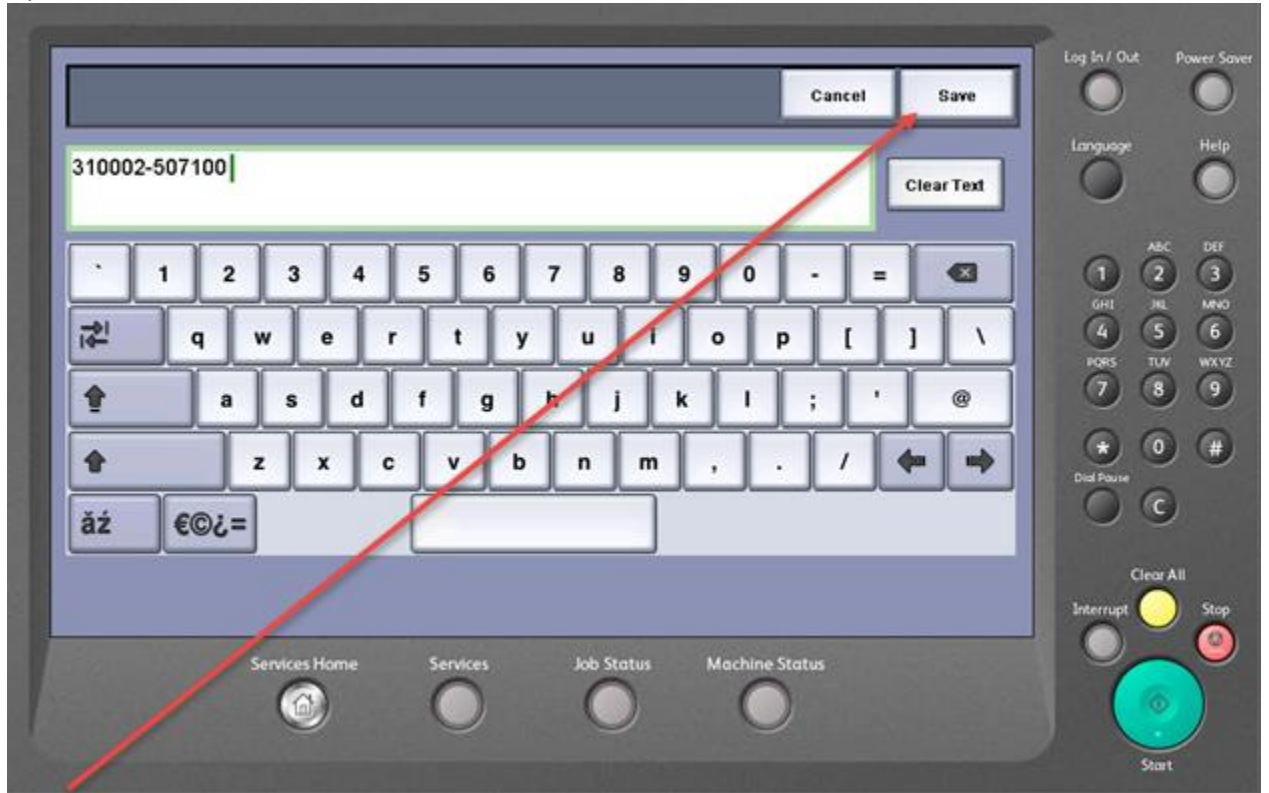 Cancel Save
310002-507100
Clear Text
` 1 2 3 4 5 6 7 8 9 0 - =
q w e r t y u i o p [ ] \
a s d f g h j k l ; ' @
z x c v b n m , . /
ăź €©¿=
Services Home Services Job Status Machine Status
Log In / Out Power Saver
Language Help
ABC DEF
1 2 3
GHI JKL MNO
4 5 6
PQRS TUV WXYZ
7 8 9
* 0 #
Dial Pause
C
Clear All
Interrupt Stop
Start